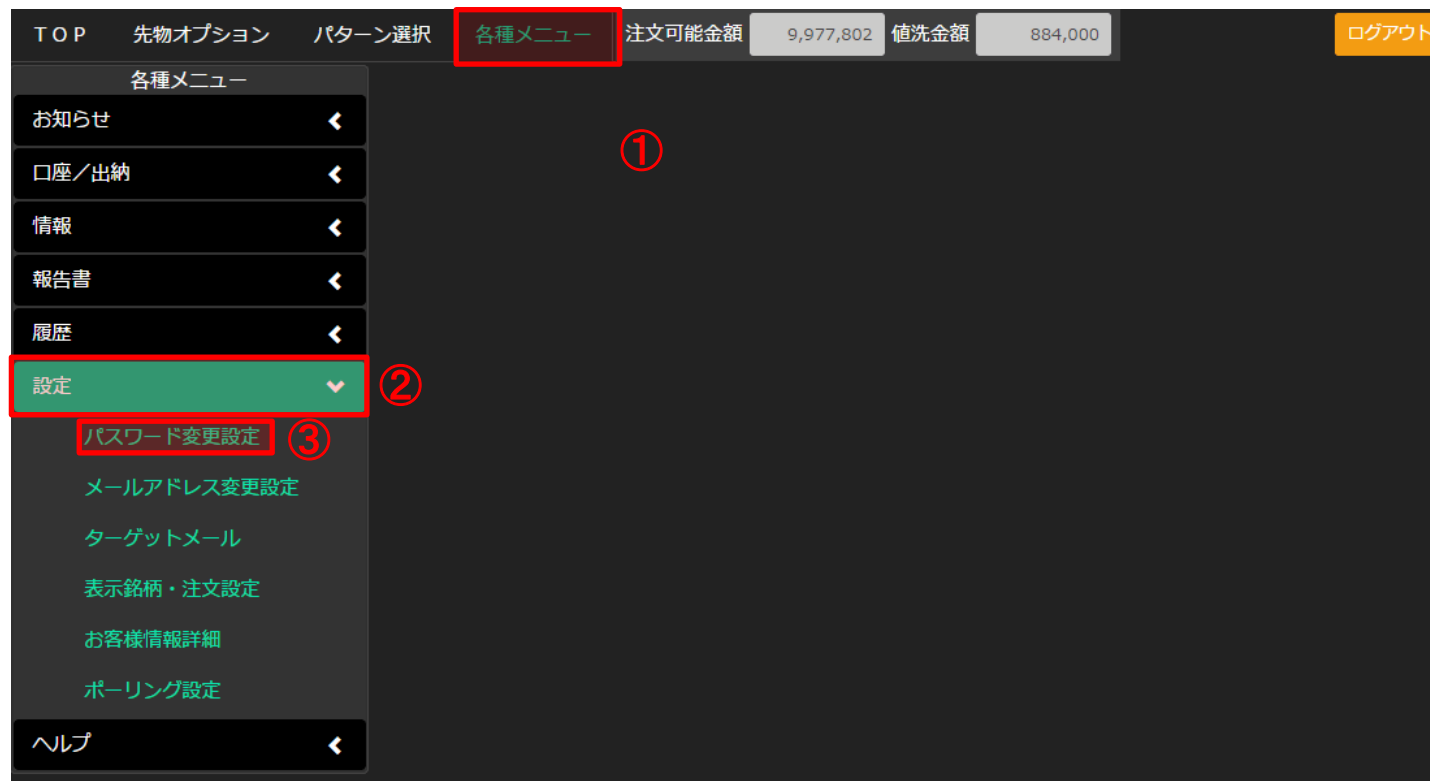 TOP 先物オプション パターン選択 各種メニュー 注文可能金額 9,977,802 値洗金額 884,000 ログアウト
各種メニュー
お知らせ
①
口座／出納
情報
報告書
履歴
設定 ②
パスワード変更設定 ③
メールアドレス変更設定
ターゲットメール
表示銘柄・注文設定
お客様情報詳細
ポーリング設定
ヘルプ